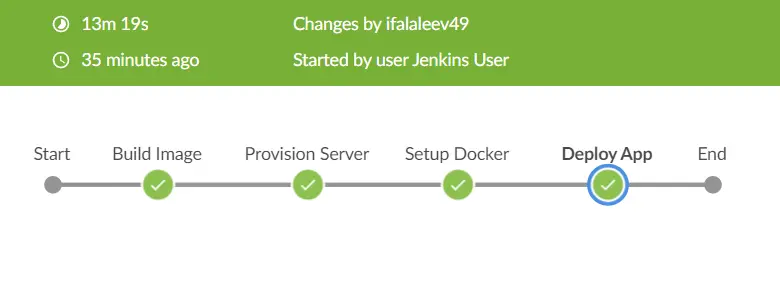 13m 19s Changes by ifalaleev49
35 minutes ago Started by user Jenkins User
Start Build Image Provision Server Setup Docker Deploy App End